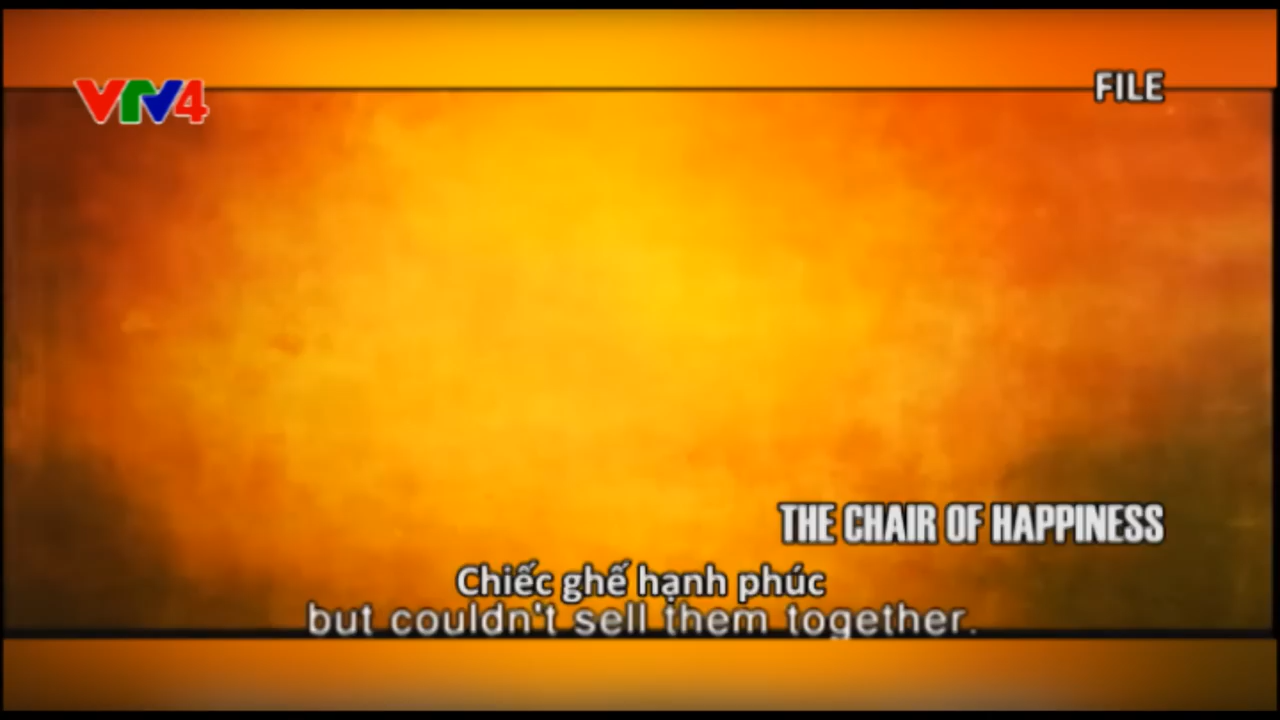 VTV4
FILE
THE CHAIR OF HAPPINESS
Chiếc ghế hạnh phúc
but couldn't sell them together.